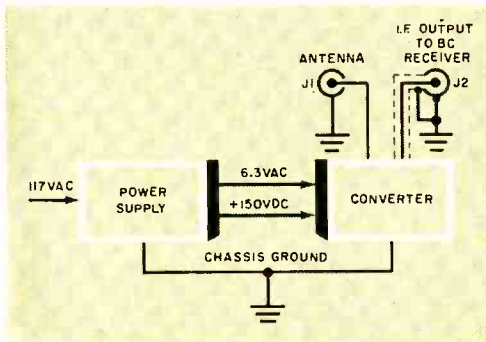 I.F. OUTPUT
TO BC
RECEIVER
ANTENNA
J1
J2
117VAC
POWER
SUPPLY
6.3VAC
+150VDC
CONVERTER
CHASSIS GROUND